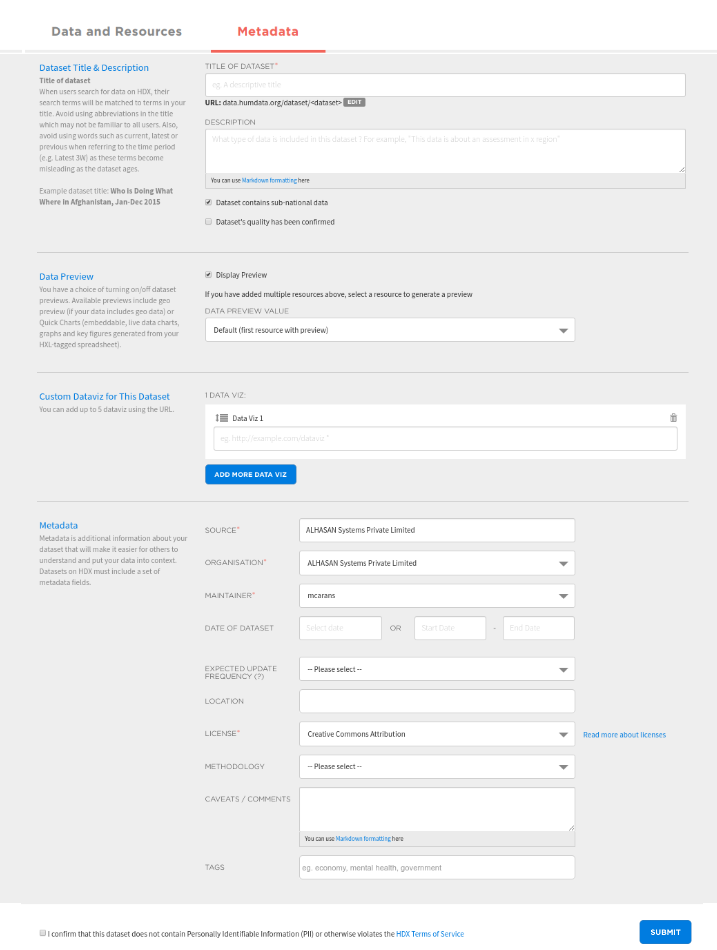 Data and Resources
Metadata
Dataset Title & Description
Title of dataset
When users search for data on HDX, their
search terms will be matched to terms in your
title. Avoid using abbreviations in the title
which may not be familiar to all users. Also,
avoid using words such as current, latest or
previous when referring to the time period
(e.g. Latest 3W) as these terms become
misleading as the dataset ages.
Example dataset title: Who Is Doing What
Where in Afghanistan, Jan-Dec 2015
TITLE OF DATASET*
eg. A descriptive title
URL: data.humdata.org/dataset/<dataset> EDIT
DESCRIPTION
What type of data is included in this dataset ? For example, "This data is about an assessment in x region"
You can use Markdown formatting here
Dataset contains sub-national data
Dataset's quality has been confirmed
Data Preview
You have a choice of turning on/off dataset
previews. Available previews include geo
preview (if your data includes geo data) or
Quick Charts (embeddable, live data charts,
graphs and key figures generated from your
HXL-tagged spreadsheet).
Display Preview
If you have added multiple resources above, select a resource to generate a preview
DATA PREVIEW VALUE
Default (first resource with preview)
Custom Dataviz for This Dataset
You can add up to 5 dataviz using the URL.
1 DATA VIZ:
Data Viz 1
eg. http://example.com/dataviz *
ADD MORE DATA VIZ
Metadata
Metadata is additional information about your
dataset that will make it easier for others to
understand and put your data into context.
Datasets on HDX must include a set of
metadata fields.
SOURCE* ALHASAN Systems Private Limited
ORGANISATION* ALHASAN Systems Private Limited
MAINTAINER* mcarans
DATE OF DATASET Select date OR Start Date - End Date
EXPECTED UPDATE
FREQUENCY (?) -- Please select --
LOCATION
LICENSE* Creative Commons Attribution Read more about licenses
METHODOLOGY -- Please select --
CAVEATS / COMMENTS
You can use Markdown formatting here
TAGS eg. economy, mental health, government
I confirm that this dataset does not contain Personally Identifiable Information (PII) or otherwise violates the HDX Terms of Service
SUBMIT